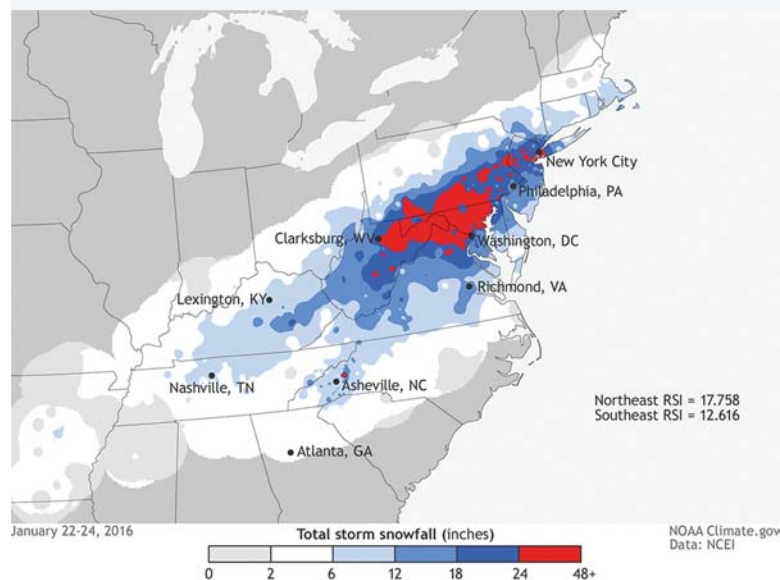 New York City
Philadelphia, PA
Clarksburg, WV
Washington, DC
Richmond, VA
Lexington, KY
Nashville, TN
Asheville, NC
Northeast RSI = 17.758
Southeast RSI = 12.616
Atlanta, GA
January 22-24, 2016
Total storm snowfall (inches)
NOAA Climate.gov
Data: NCEI
0 2 6 12 18 24 48+